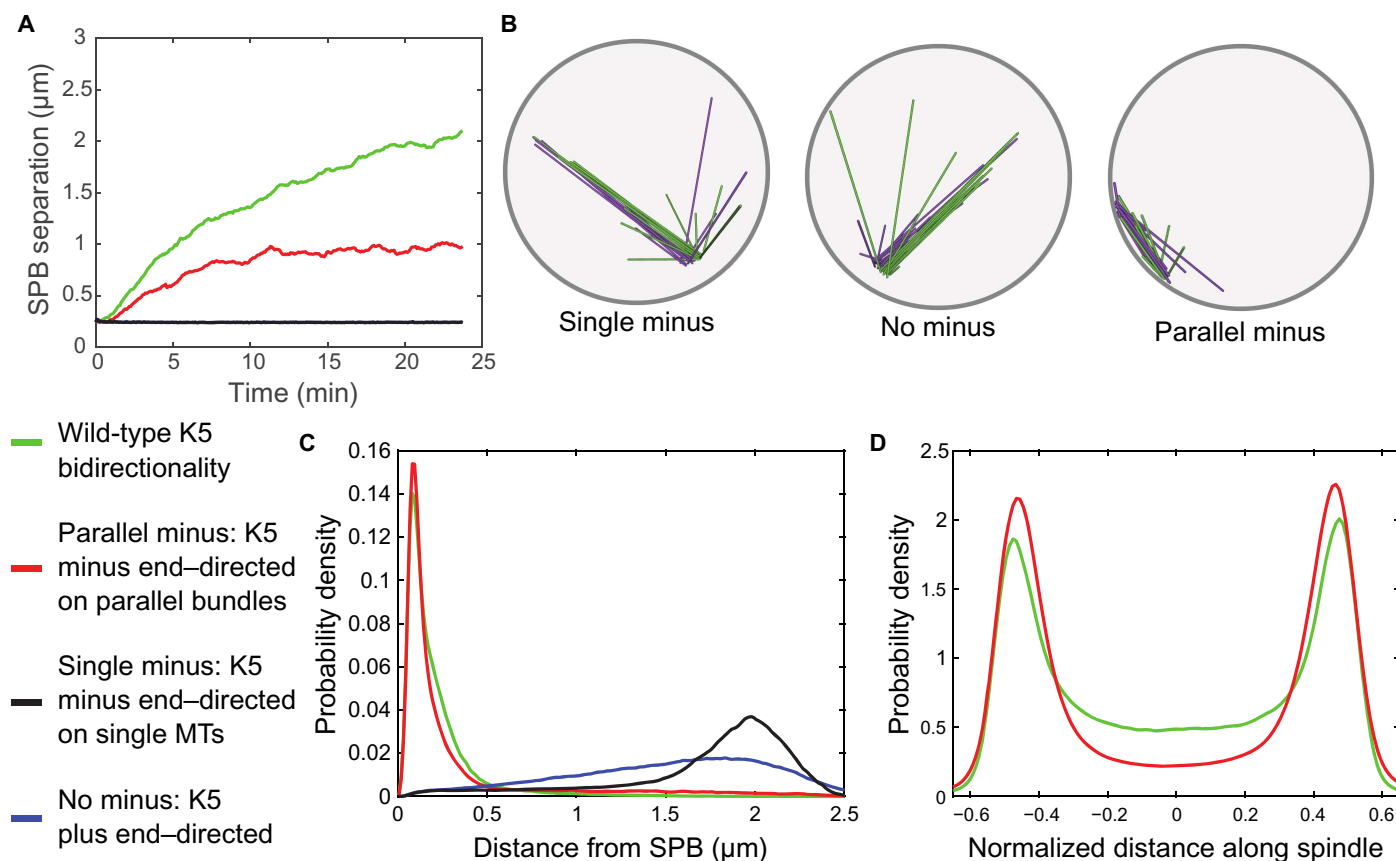 A
SPB separation (µm)
3
2.5
2
1.5
1
0.5
0
0
5
10
15
20
25
Time (min)
B
Single minus
No minus
Parallel minus
Wild-type K5
bidirectionality
Parallel minus: K5
minus end–directed
on parallel bundles
Single minus: K5
minus end–directed
on single MTs
No minus: K5
plus end–directed
C
Probability density
0.16
0.14
0.12
0.1
0.08
0.06
0.04
0.02
0
0
0.5
1
1.5
2
2.5
Distance from SPB (µm)
D
Probability density
2.5
2
1.5
1
0.5
0
−0.6
−0.4
−0.2
0
0.2
0.4
0.6
Normalized distance along spindle